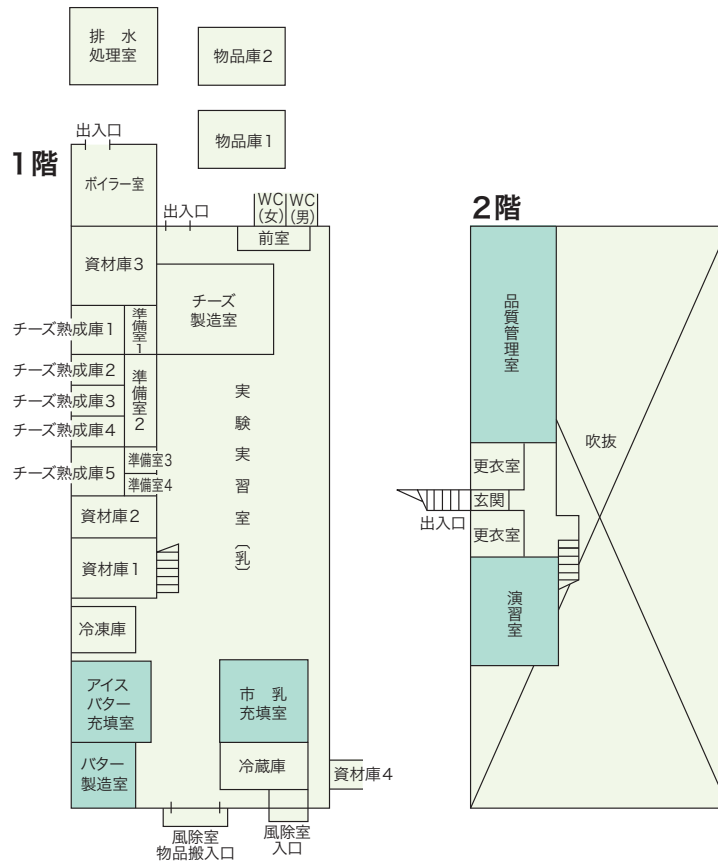 排　水
処理室
物品庫2
物品庫1
1階
出入口
ボイラー室
出入口
WC
(女)
WC
(男)
前室
資材庫3
チーズ
製造室
チーズ熟成庫1
準備室1
チーズ熟成庫2
チーズ熟成庫3
チーズ熟成庫4
準備室2
チーズ熟成庫5
準備室3
準備室4
実験実習室〔乳〕
資材庫2
資材庫1
冷凍庫
アイス
バター
充填室
市　乳
充填室
バター
製造室
冷蔵庫
資材庫4
風除室
物品搬入口
風除室
入口
2階
品質管理室
吹抜
更衣室
玄関
出入口
更衣室
演習室